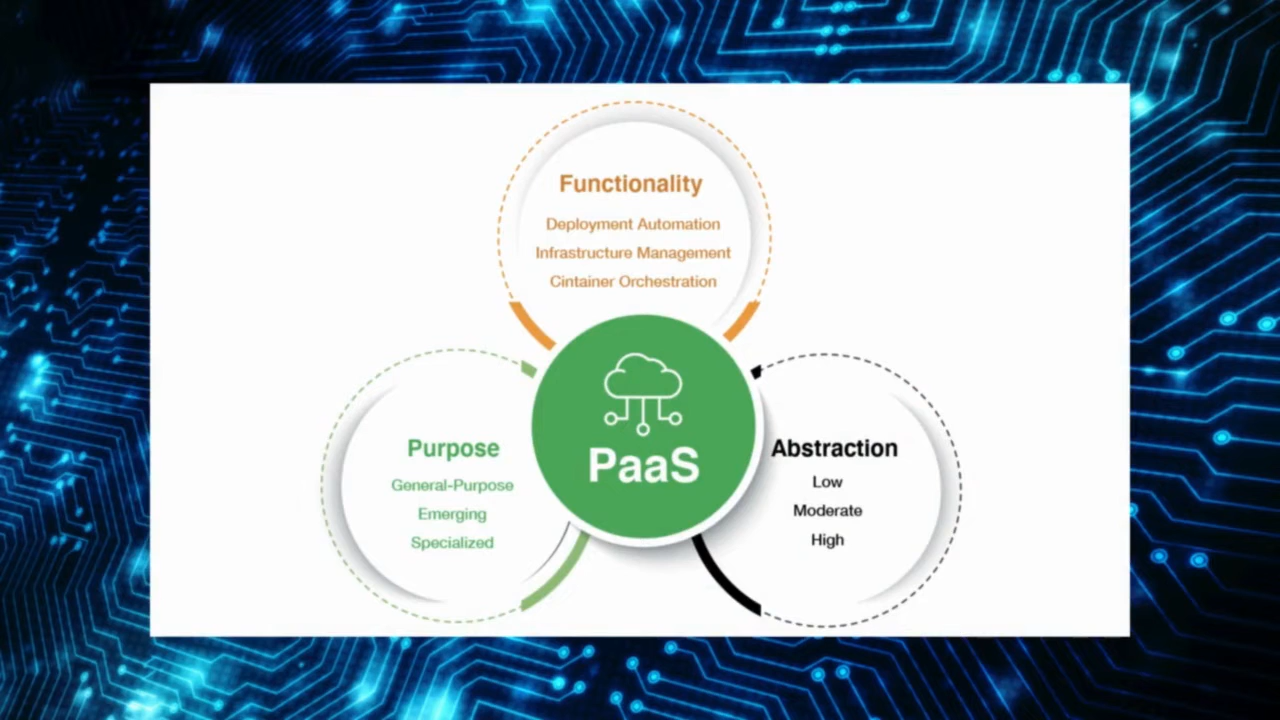 Functionality
Deployment Automation
Infrastructure Management
Cintainer Orchestration
PaaS
Purpose
General-Purpose
Emerging
Specialized
Abstraction
Low
Moderate
High